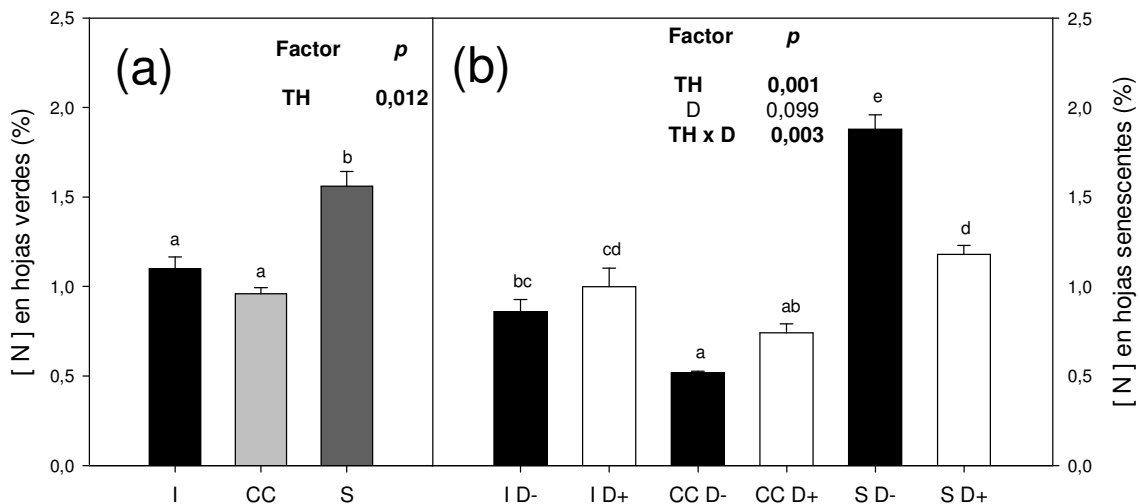 [ N ] en hojas verdes (%)
2,5
2,0
1,5
1,0
0,5
0,0
(a)
Factor p
TH 0,012
a
a
b
I CC S
(b)
Factor p
TH 0,001
D 0,099
TH x D 0,003
bc
cd
a
ab
e
d
I D- I D+ CC D- CC D+ S D- S D+
2,5
2,0
1,5
1,0
0,5
0,0
[ N ] en hojas senescentes (%)